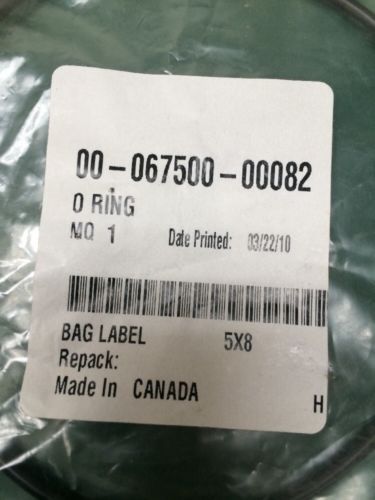 00-067500-00082
O RING
MQ 1 Date Printed: 03/22/10
BAG LABEL 5X8
Repack:
Made In CANADA
H